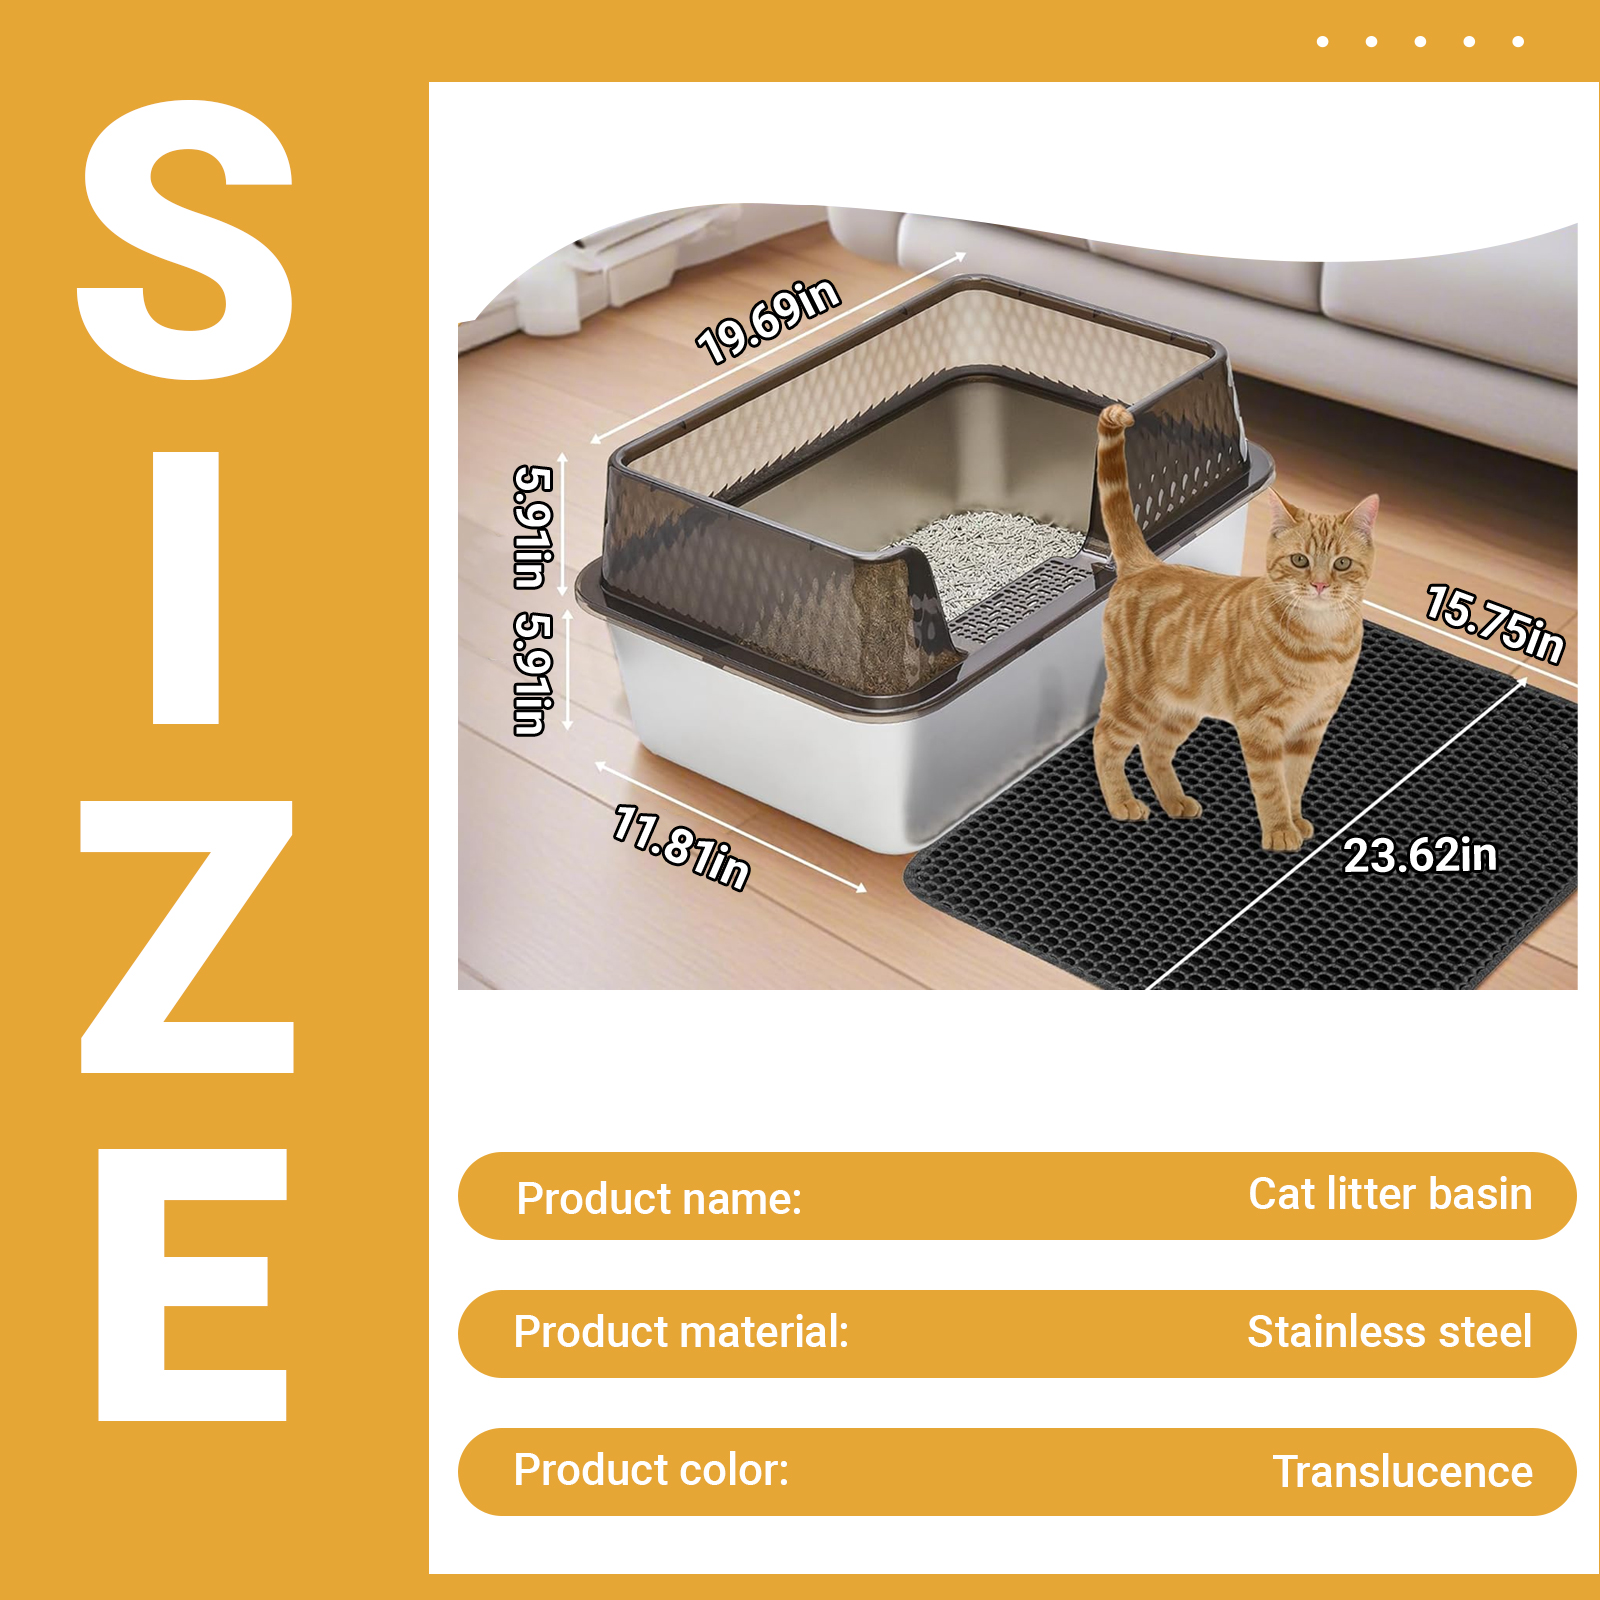 SIZE
19.69in
5.91in
5.91in
11.81in
15.75in
23.62in
Product name: Cat litter basin
Product material: Stainless steel
Product color: Translucence